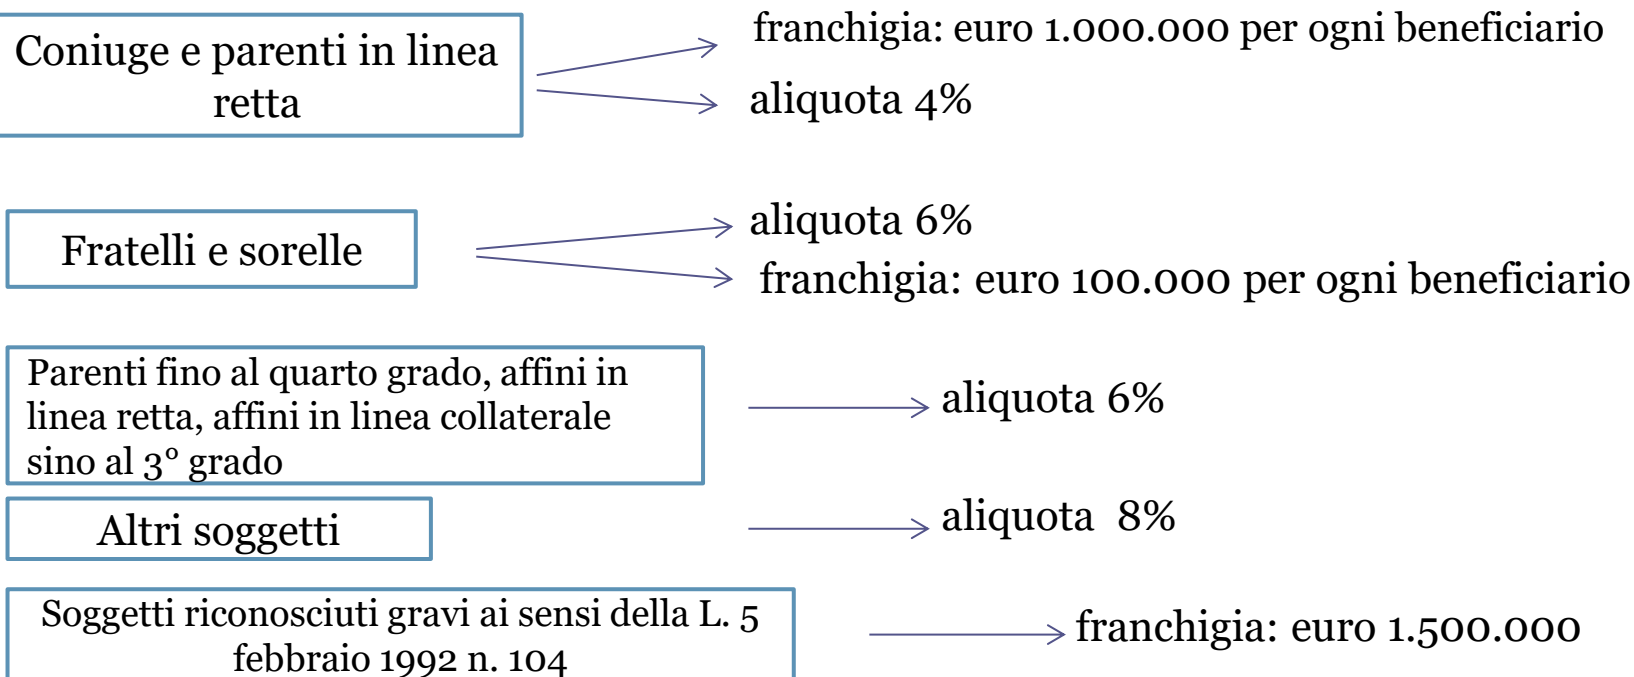 Coniuge e parenti in linea
retta
franchigia: euro 1.000.000 per ogni beneficiario
aliquota 4%
Fratelli e sorelle
aliquota 6%
franchigia: euro 100.000 per ogni beneficiario
Parenti fino al quarto grado, affini in
linea retta, affini in linea collaterale
sino al 3° grado
aliquota 6%
Altri soggetti
aliquota 8%
Soggetti riconosciuti gravi ai sensi della L. 5
febbraio 1992 n. 104
franchigia: euro 1.500.000